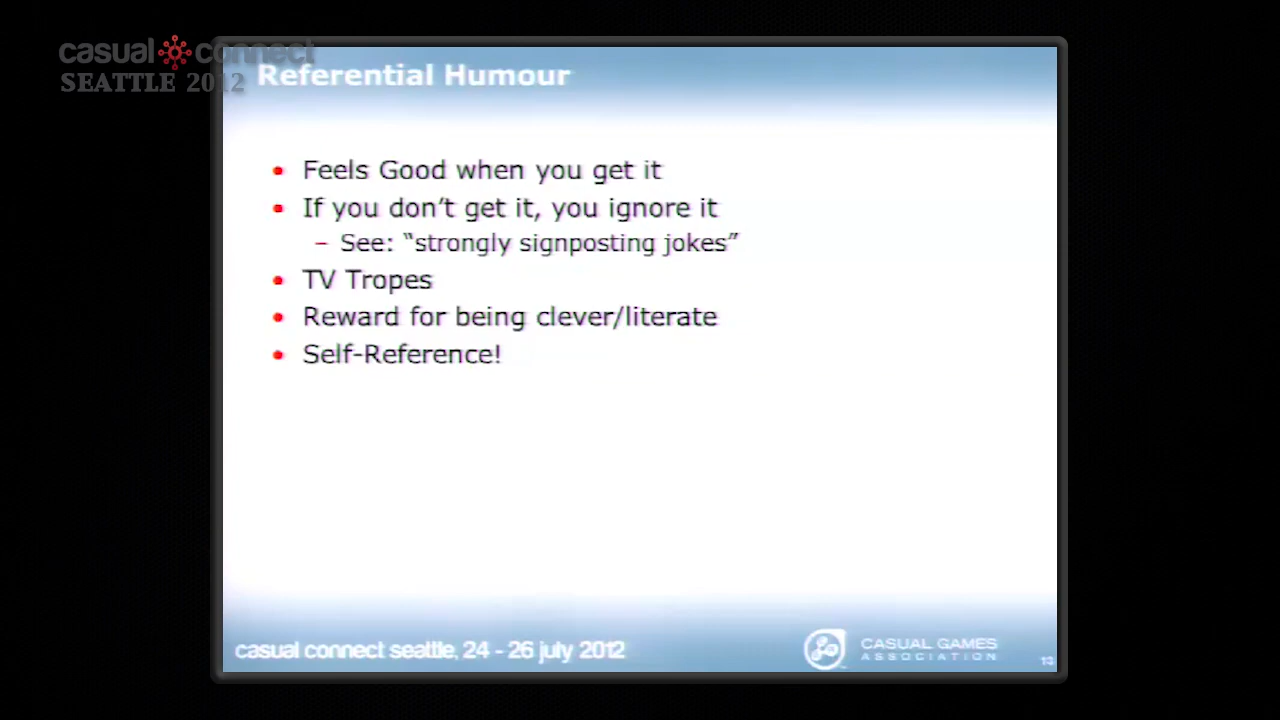 casual connect
SEATTLE 2012
Referential Humour
• Feels Good when you get it
• If you don't get it, you ignore it
– See: “strongly signposting jokes”
• TV Tropes
• Reward for being clever/literate
• Self-Reference!
casual connect seattle, 24 - 26 july 2012
CASUAL GAMES
ASSOCIATION
13